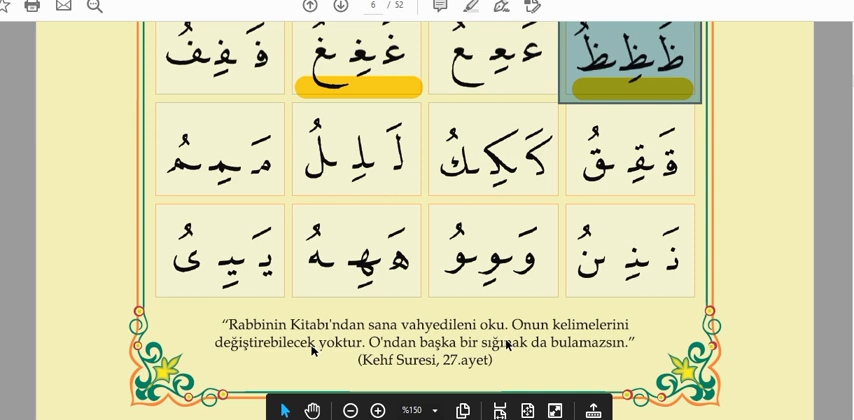 6 / 52
ظَ ظِ ظُ عَ عِ عُ غَ غِ غُ فَ فِ فُ
قَ قِ قُ كَ كِ كُ لَ لِ لُ مَ مِ مُ
نَ نِ نُ وَ وِ وُ هَ هِ هُ يَ يِ ىُ
“Rabbinin Kitabı'ndan sana vahyedileni oku. Onun kelimelerini
değiştirebilecek yoktur. O'ndan başka bir sığınak da bulamazsın.”
(Kehf Suresi, 27.ayet)
%150